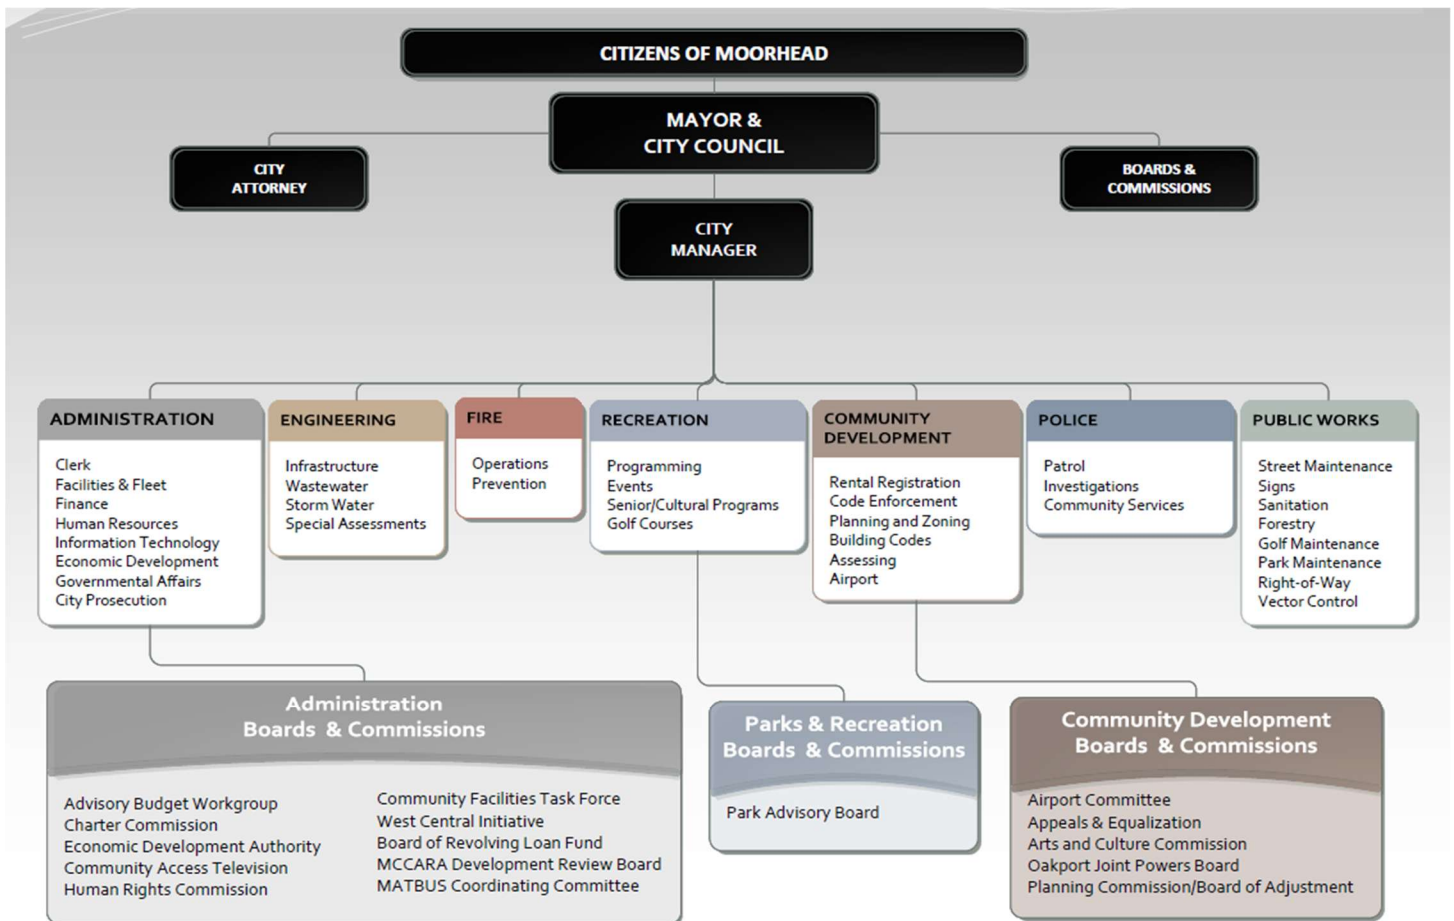 CITIZENS OF MOORHEAD
MAYOR &
CITY COUNCIL
CITY
ATTORNEY
BOARDS &
COMMISSIONS
CITY
MANAGER
ADMINISTRATION
Clerk
Facilities & Fleet
Finance
Human Resources
Information Technology
Economic Development
Governmental Affairs
City Prosecution
ENGINEERING
Infrastructure
Wastewater
Storm Water
Special Assessments
FIRE
Operations
Prevention
RECREATION
Programming
Events
Senior/Cultural Programs
Golf Courses
COMMUNITY
DEVELOPMENT
Rental Registration
Code Enforcement
Planning and Zoning
Building Codes
Assessing
Airport
POLICE
Patrol
Investigations
Community Services
PUBLIC WORKS
Street Maintenance
Signs
Sanitation
Forestry
Golf Maintenance
Park Maintenance
Right-of-Way
Vector Control
Administration
Boards & Commissions
Advisory Budget Workgroup
Charter Commission
Economic Development Authority
Community Access Television
Human Rights Commission
Community Facilities Task Force
West Central Initiative
Board of Revolving Loan Fund
MCCARA Development Review Board
MATBUS Coordinating Committee
Parks & Recreation
Boards & Commissions
Park Advisory Board
Community Development
Boards & Commissions
Airport Committee
Appeals & Equalization
Arts and Culture Commission
Oakport Joint Powers Board
Planning Commission/Board of Adjustment